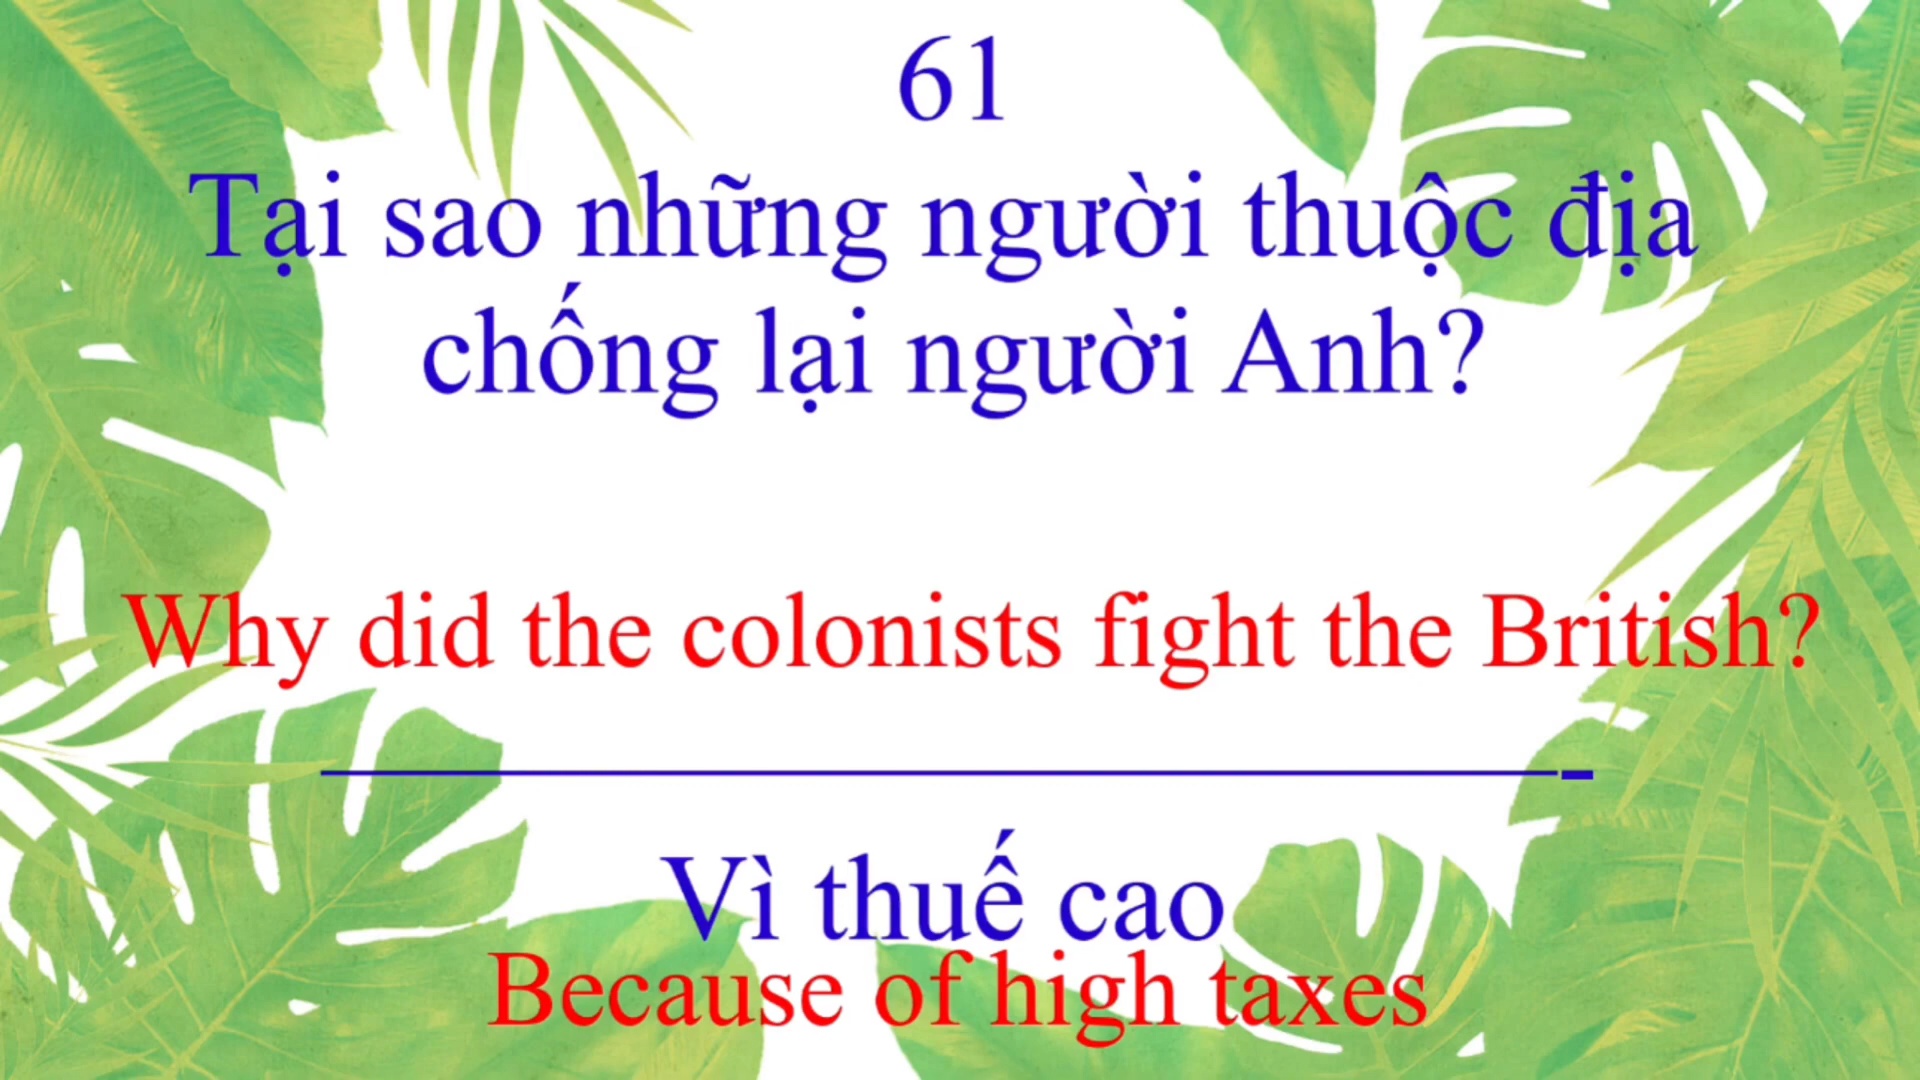 61
Tại sao những người thuộc địa
chống lại người Anh?
Why did the colonists fight the British?
Vì thuế cao
Because of high taxes